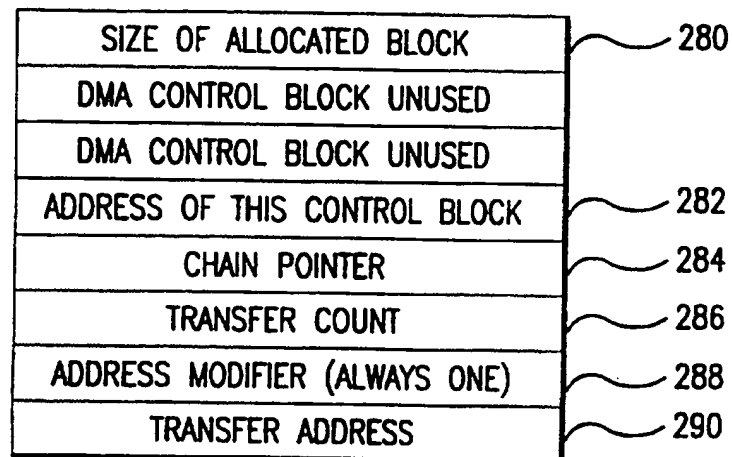 SIZE OF ALLOCATED BLOCK 280
DMA CONTROL BLOCK UNUSED
DMA CONTROL BLOCK UNUSED
ADDRESS OF THIS CONTROL BLOCK 282
CHAIN POINTER 284
TRANSFER COUNT 286
ADDRESS MODIFIER (ALWAYS ONE) 288
TRANSFER ADDRESS 290